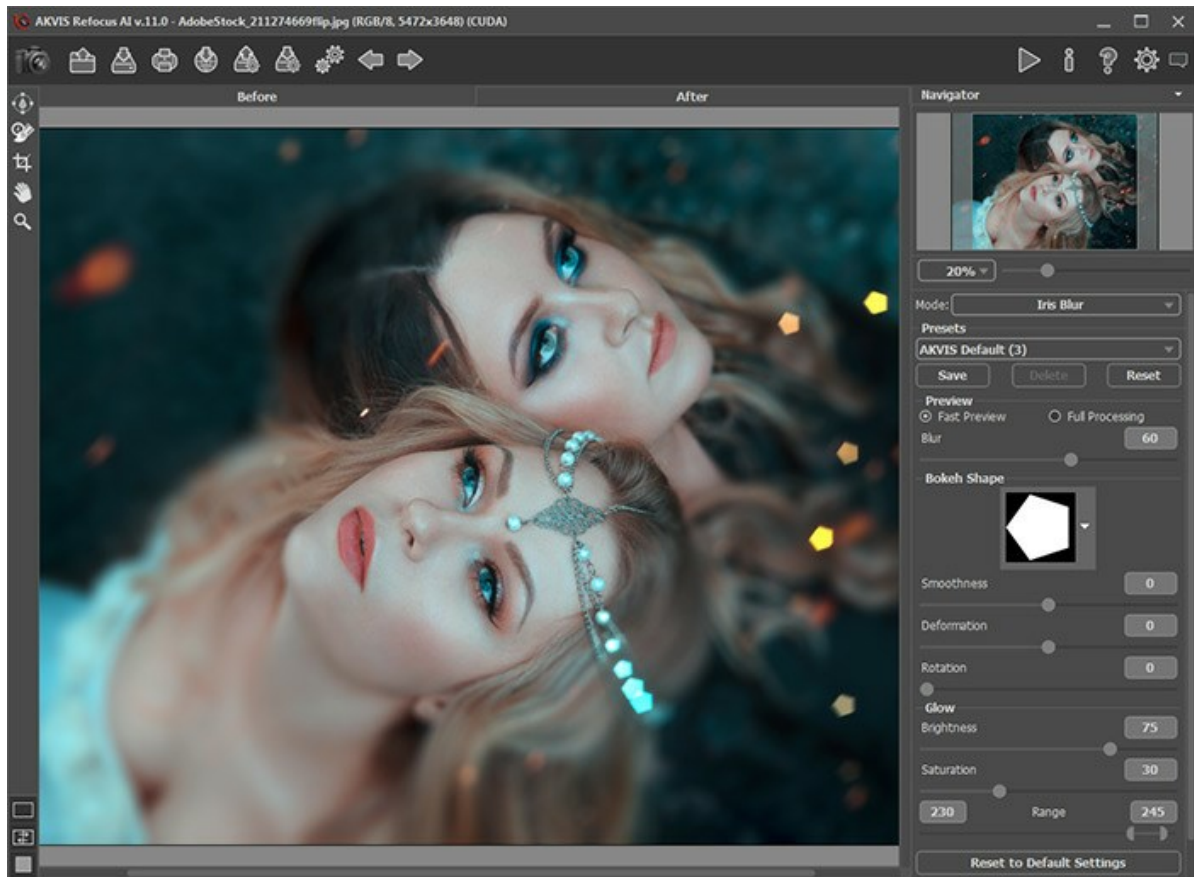 AKVIS Refocus AI v.11.0 - AdobeStock_211274669flip.jpg (RGB/8, 5472x3648) (CUDA)
Before
After
Navigator
20%
Mode: Iris Blur
Presets
AKVIS Default (3)
Save Delete Reset
Preview
Fast Preview Full Processing
Blur 60
Bokeh Shape
Smoothness 0
Deformation 0
Rotation 0
Glow
Brightness 75
Saturation 30
230 Range 245
Reset to Default Settings